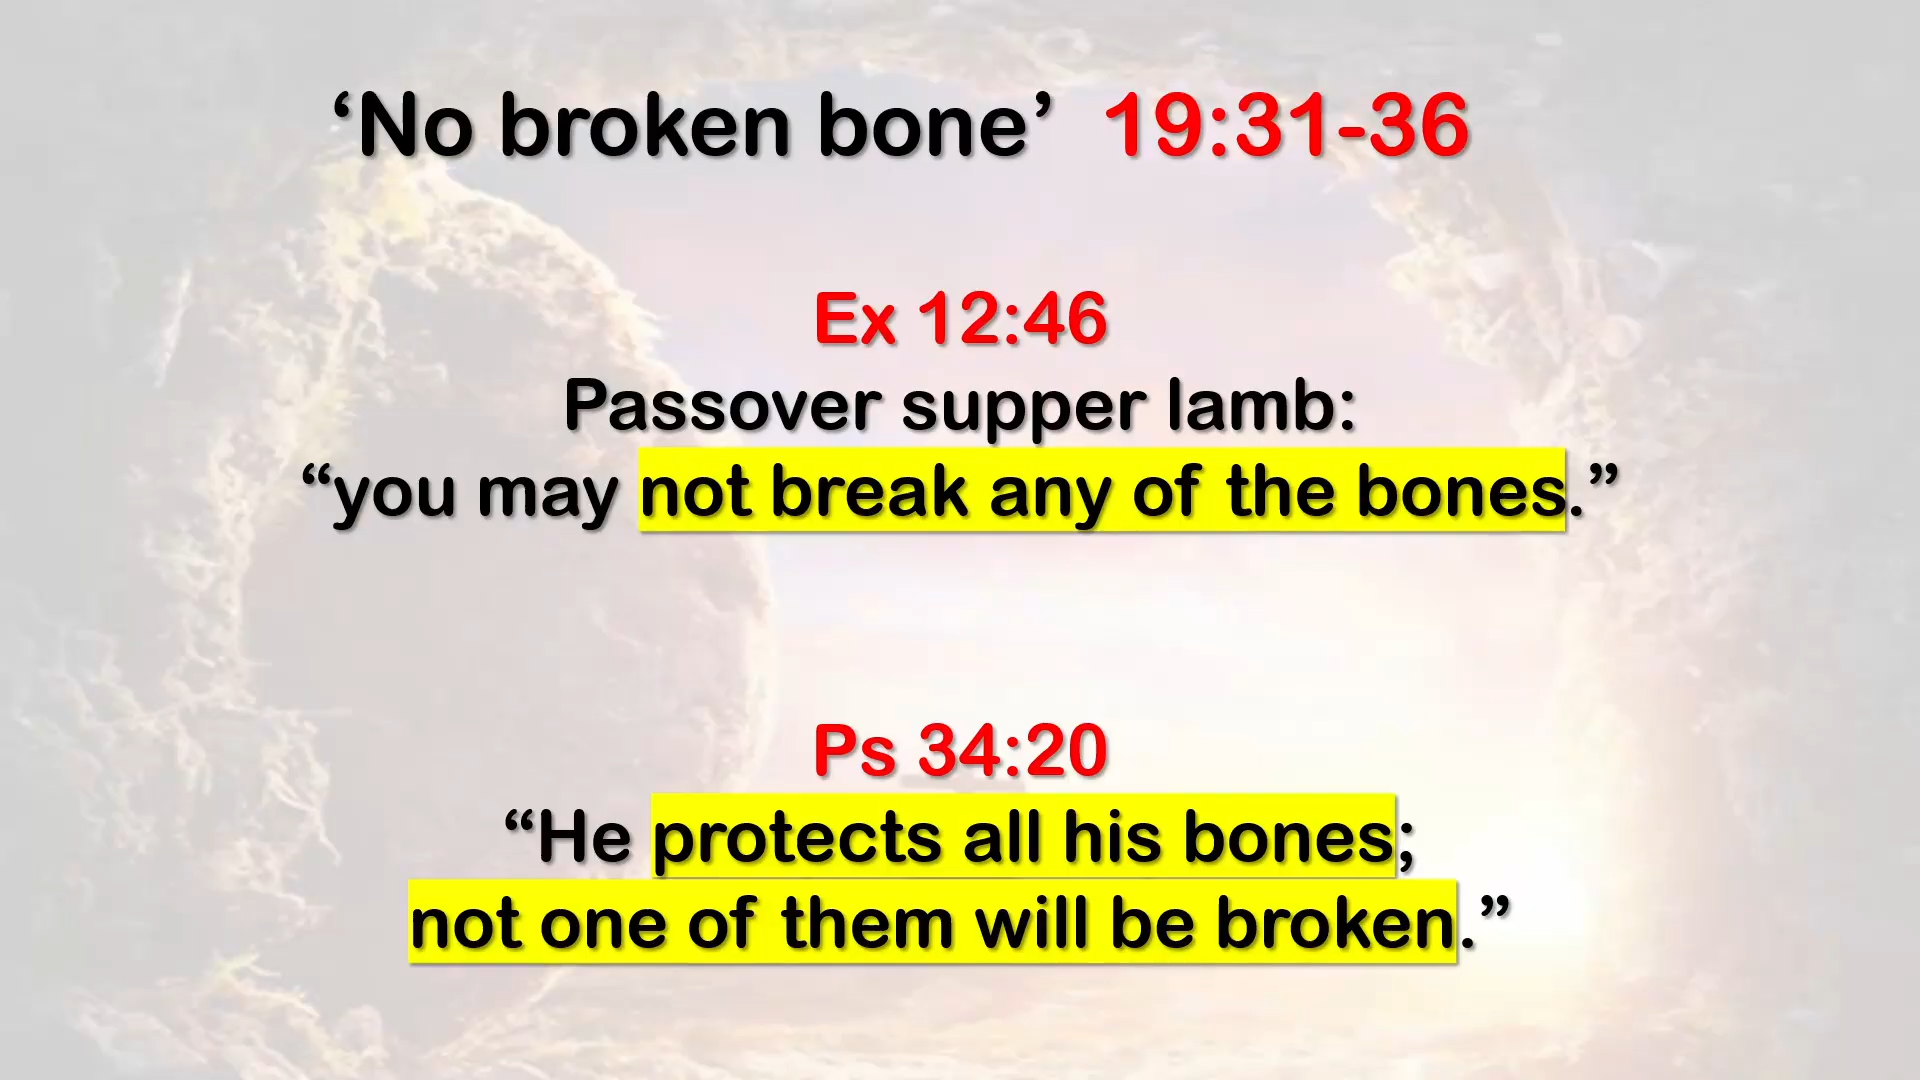 ‘No broken bone’ 19:31-36
Ex 12:46
Passover supper lamb:
“you may not break any of the bones.”
Ps 34:20
“He protects all his bones;
not one of them will be broken.”